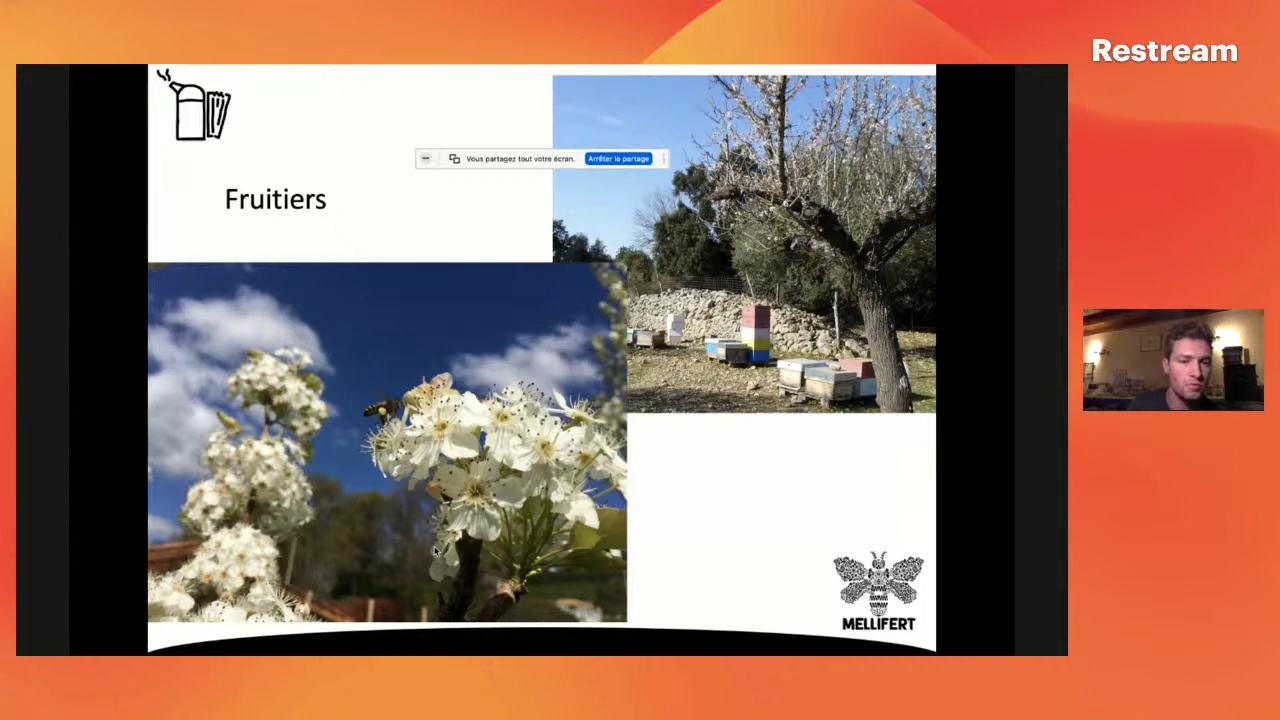 Restream
Vous partagez tout votre écran. Arrêter le partage
Fruitiers
MELLIFERT